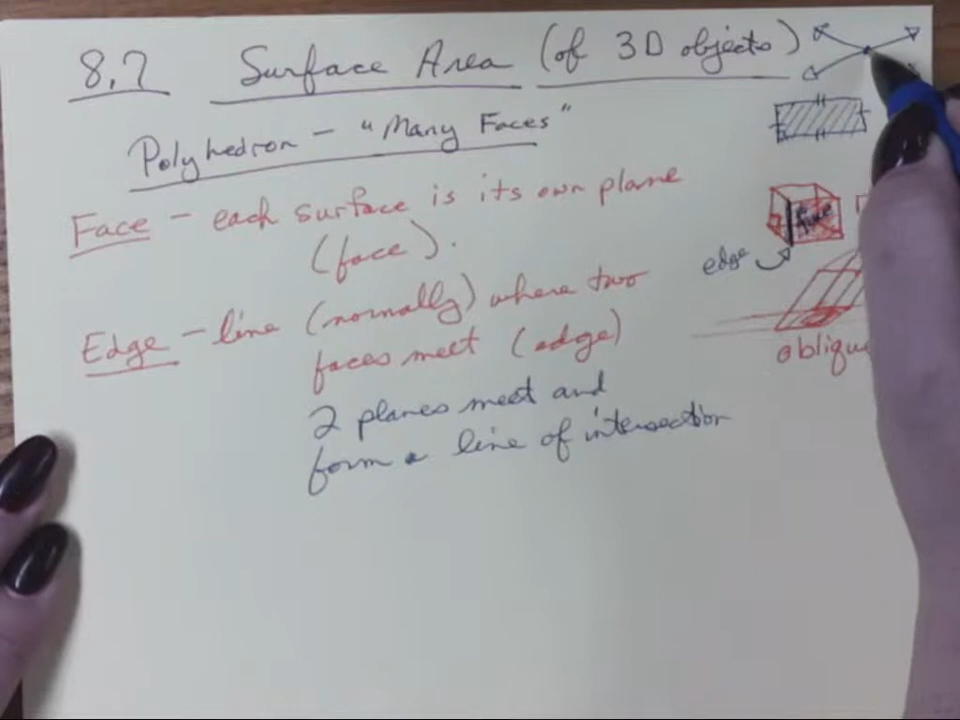 8.7 Surface Area (of 3D objects)
Polyhedron - "Many Faces"
Face - each surface is its own plane
(face).
Edge - line (normally) where two
faces meet (edge)
2 planes meet and
form a line of intersection
face
edge